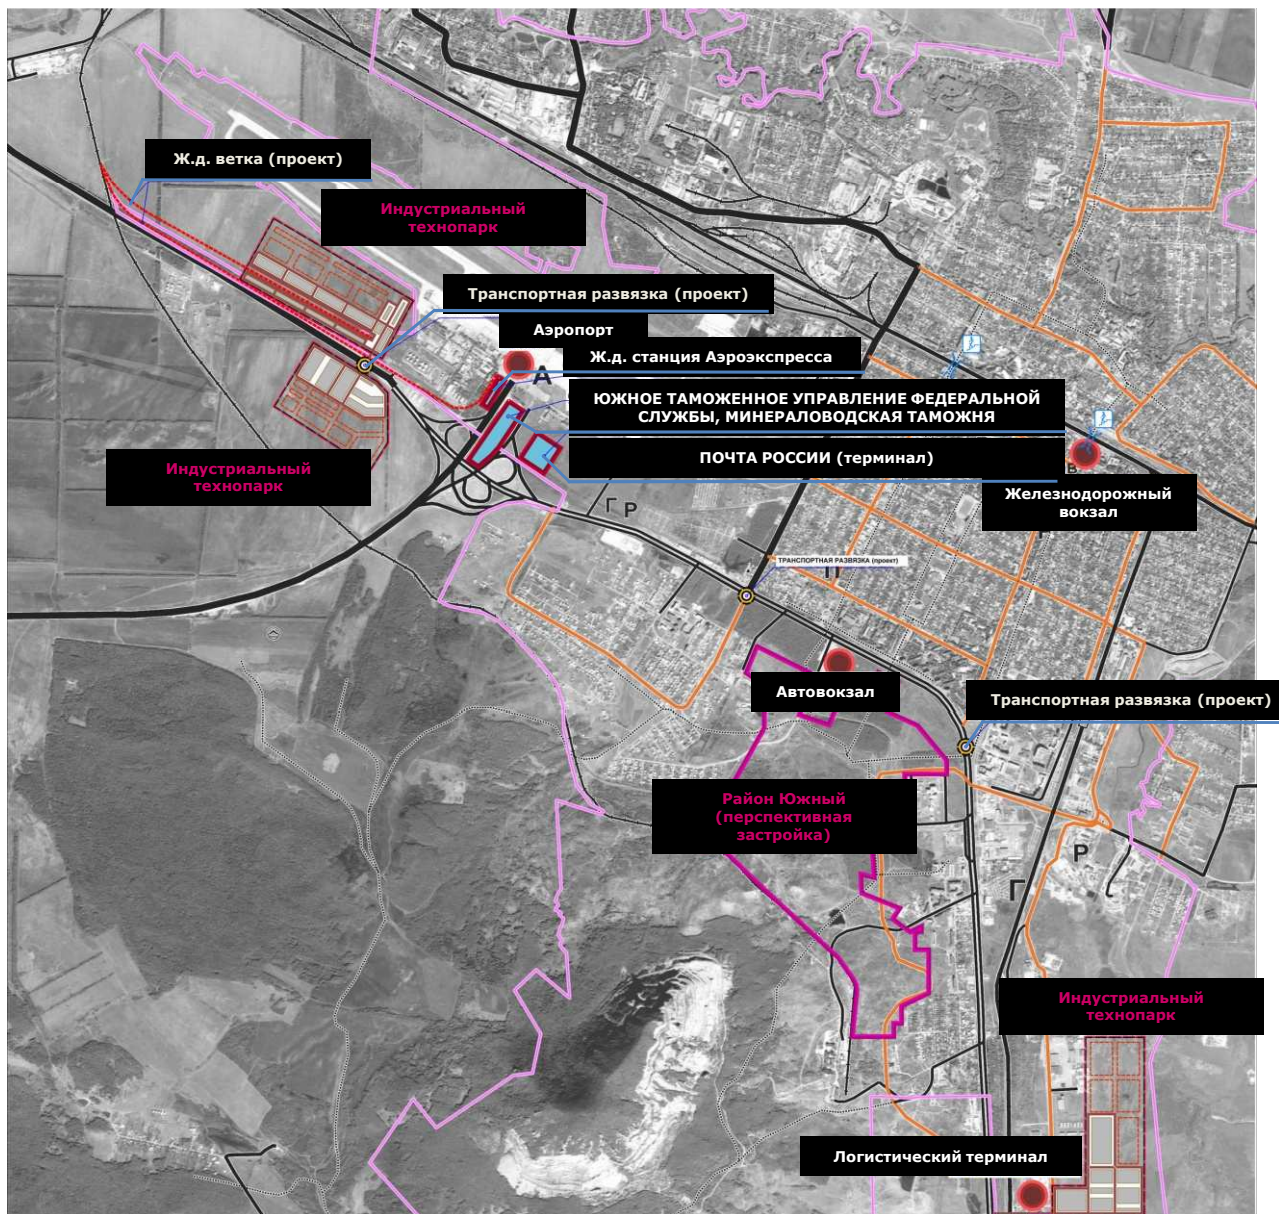 Ж.д. ветка (проект)
Индустриальный
технопарк
Транспортная развязка (проект)
Аэропорт
Ж.д. станция Аэроэкспресса
А
ЮЖНОЕ ТАМОЖЕННОЕ УПРАВЛЕНИЕ ФЕДЕРАЛЬНОЙ
СЛУЖБЫ, МИНЕРАЛОВОДСКАЯ ТАМОЖНЯ
ПОЧТА РОССИИ (терминал)
Индустриальный
технопарк
В
Железнодорожный
вокзал
Г Р
ТРАНСПОРТНАЯ РАЗВЯЗКА (проект)
Автовокзал
Транспортная развязка (проект)
Район Южный
(перспективная
застройка)
Р
Г
Индустриальный
технопарк
Логистический терминал